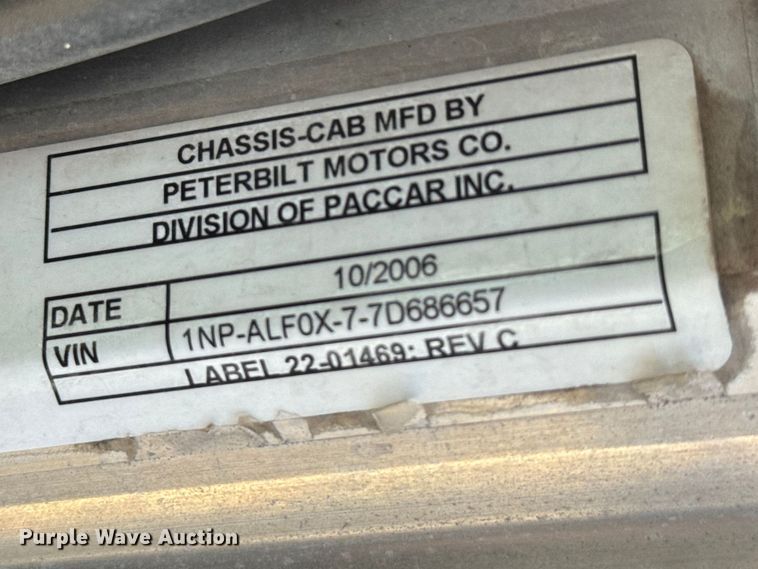 CHASSIS-CAB MFD BY
PETERBILT MOTORS CO.
DIVISION OF PACCAR INC.
DATE 10/2006
VIN 1NP-ALF0X-7-7D686657
LABEL 22-01469: REV C
Purple Wave Auction